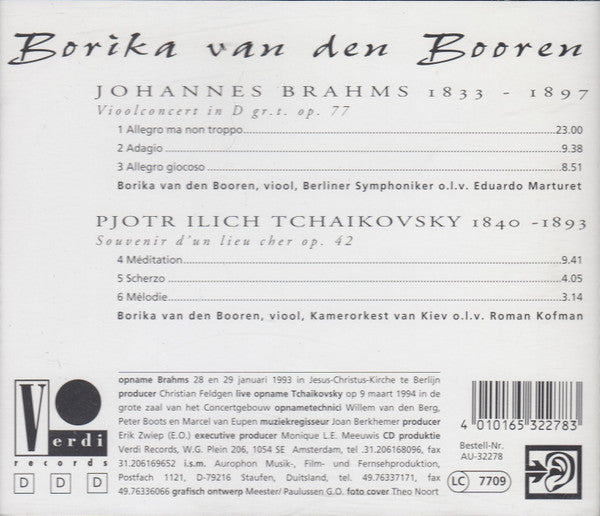 Borika van den Booren
JOHANNES BRAHMS 1833 - 1897
Vioolconcert in D gr.t. op. 77
1 Allegro ma non troppo 23.00
2 Adagio 9.38
3 Allegro giocoso 8.51
Borika van den Booren, viool, Berliner Symphoniker o.l.v. Eduardo Marturet
PJOTR ILICH TCHAIKOVSKY 1840 -1893
Souvenir d'un lieu cher op. 42
4 Méditation 9.41
5 Scherzo 4.05
6 Mélodie 3.14
Borika van den Booren, viool, Kamerorkest van Kiev o.l.v. Roman Kofman
Verdi
records
D D D
opname Brahms 28 en 29 januari 1993 in Jesus-Christus-Kirche te Berlijn
producer Christian Feldgen live opname Tchaikovsky op 9 maart 1994 in
de grote zaal van het Concertgebouw opnametechnici Willem van den Berg,
Peter Boots en Marcel van Eupen muziekregisseur Joan Berkhemer producer
Erik Zwiep (E.O.) executive producer Monique L.E. Meeuwis CD produktie
Verdi Records, W.G. Plein 206, 1054 SE Amsterdam, tel. 31.206168096, fax
31.206169652 i.s.m. Aurophon Musik-, Film- und Fernsehproduktion,
Postfach 1121, D-79216 Staufen, Duitsland, tel. 49.76337171, fax
49.76336066 grafisch ontwerp Meester/ Paulussen G.D. foto cover Theo Noort
4 010165 322783
Bestell-Nr.
AU-32278
LC 7709